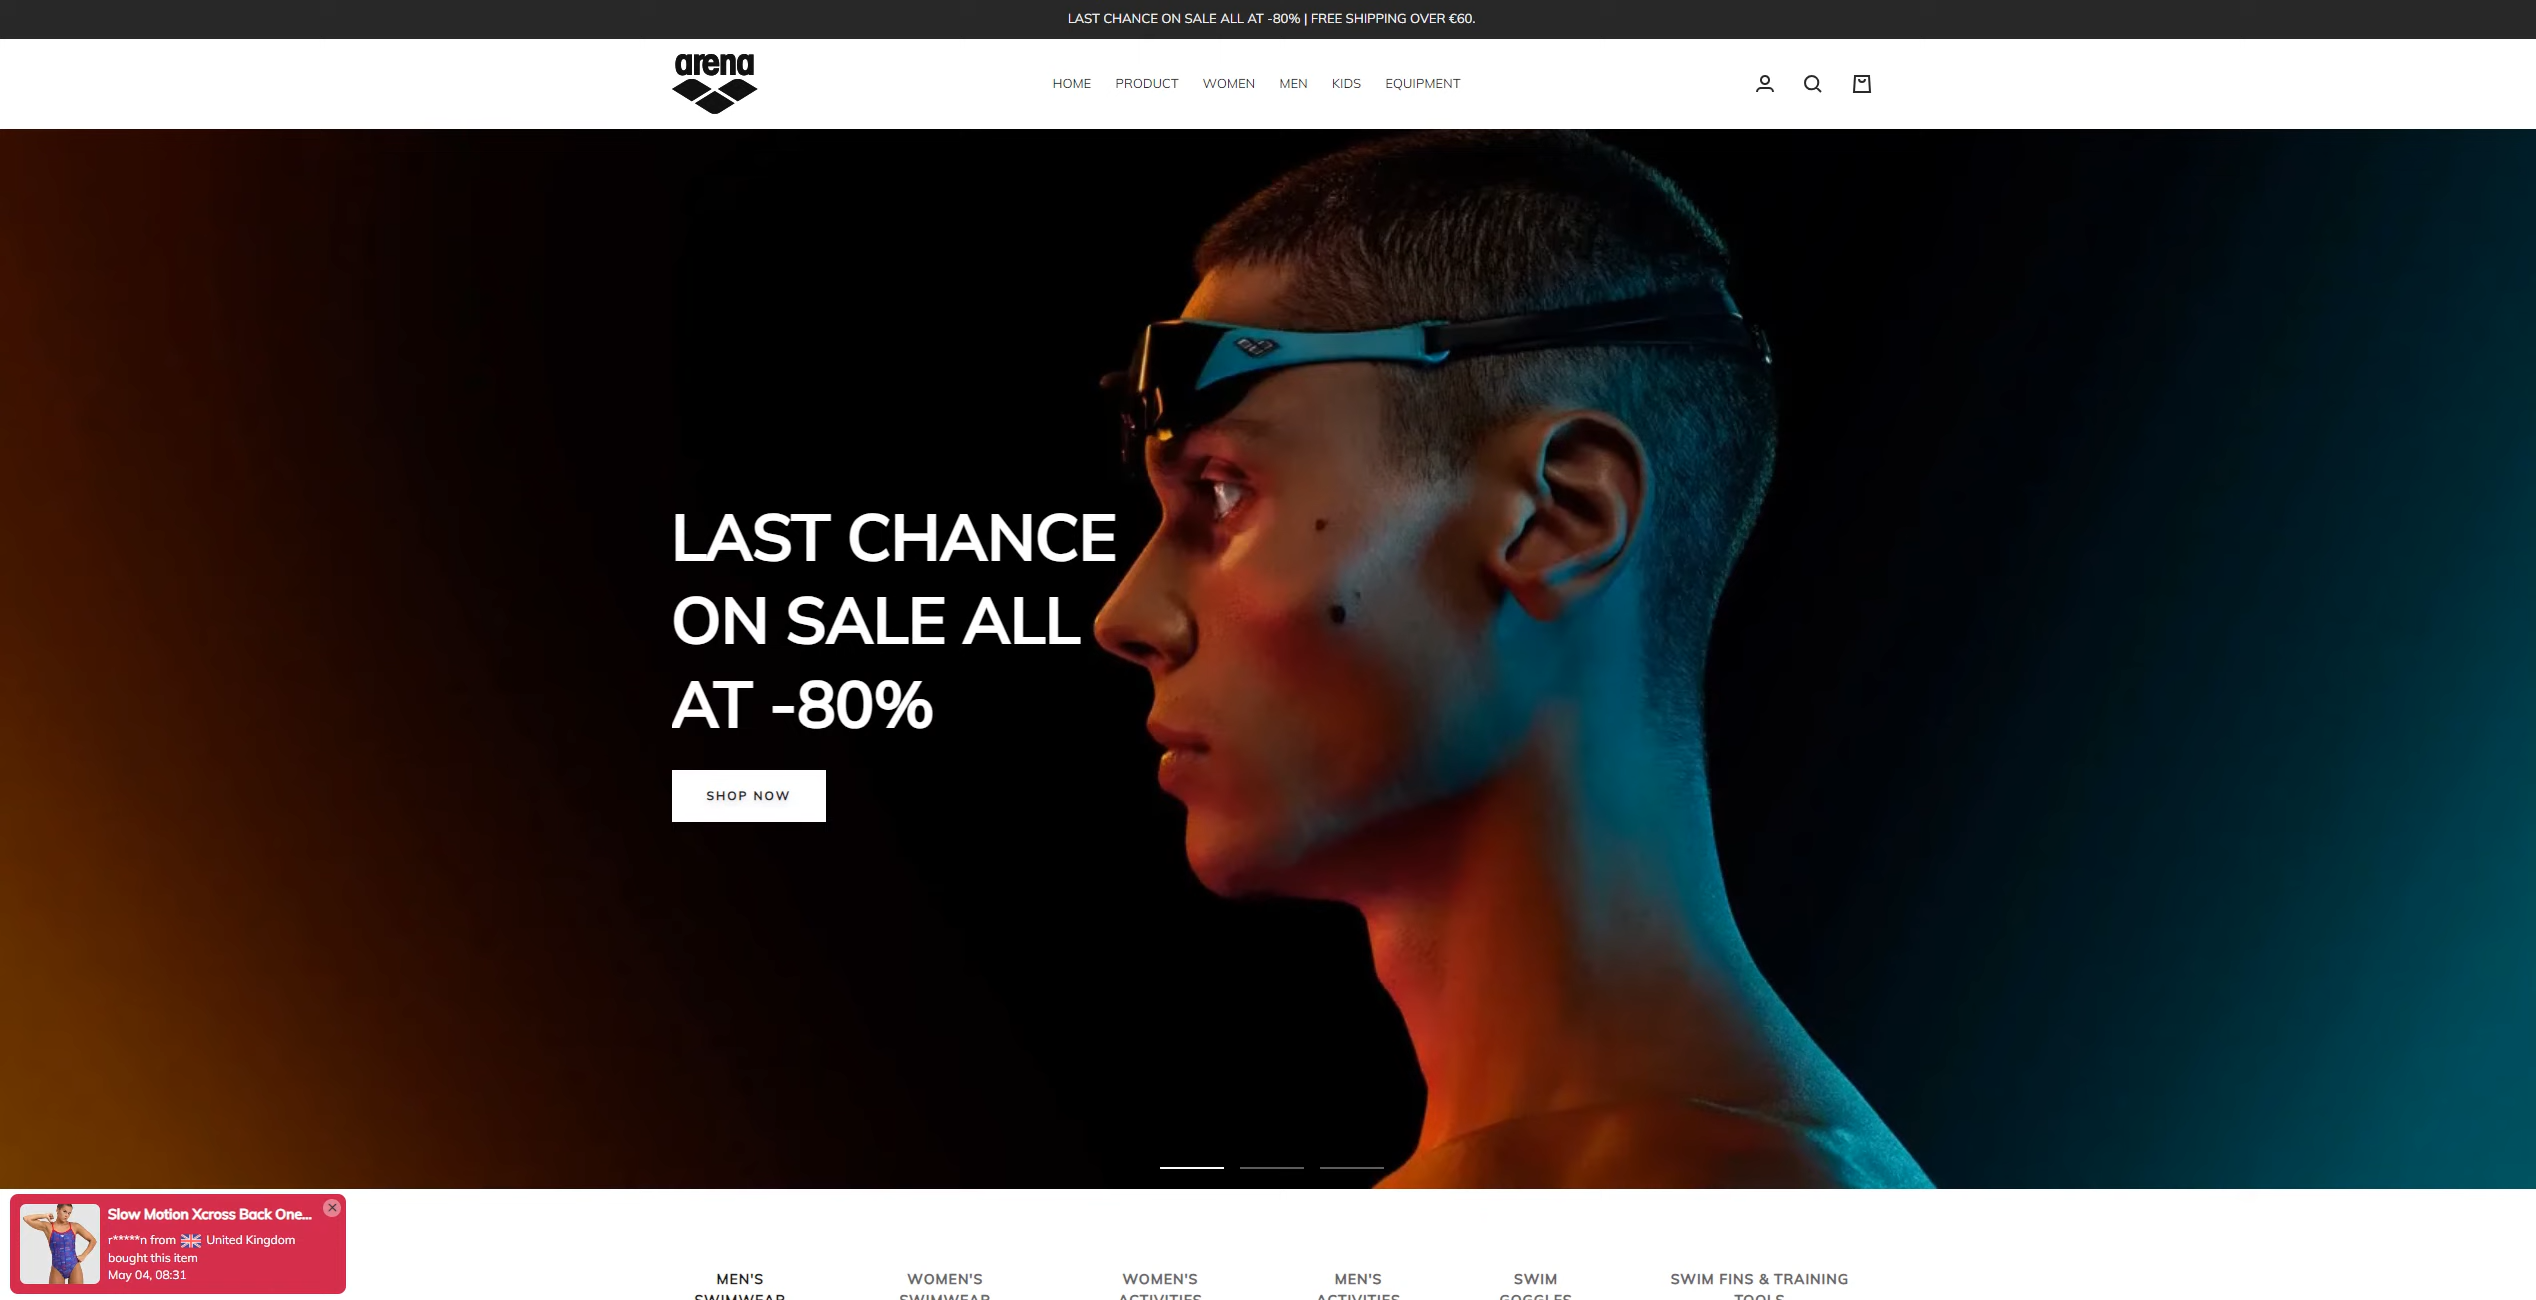 LAST CHANCE ON SALE ALL AT -80% | FREE SHIPPING OVER €60.
arena
HOME PRODUCT WOMEN MEN KIDS EQUIPMENT
LAST CHANCE
ON SALE ALL
AT -80%
SHOP NOW
Slow Motion Xcross Back One...
r*****n from United Kingdom
bought this item
May 04, 08:31
MEN'S
SWIMWEAR
WOMEN'S
SWIMWEAR
WOMEN'S
ACTIVITIES
MEN'S
ACTIVITIES
SWIM
GOGGLES
SWIM FINS & TRAINING
TOOLS